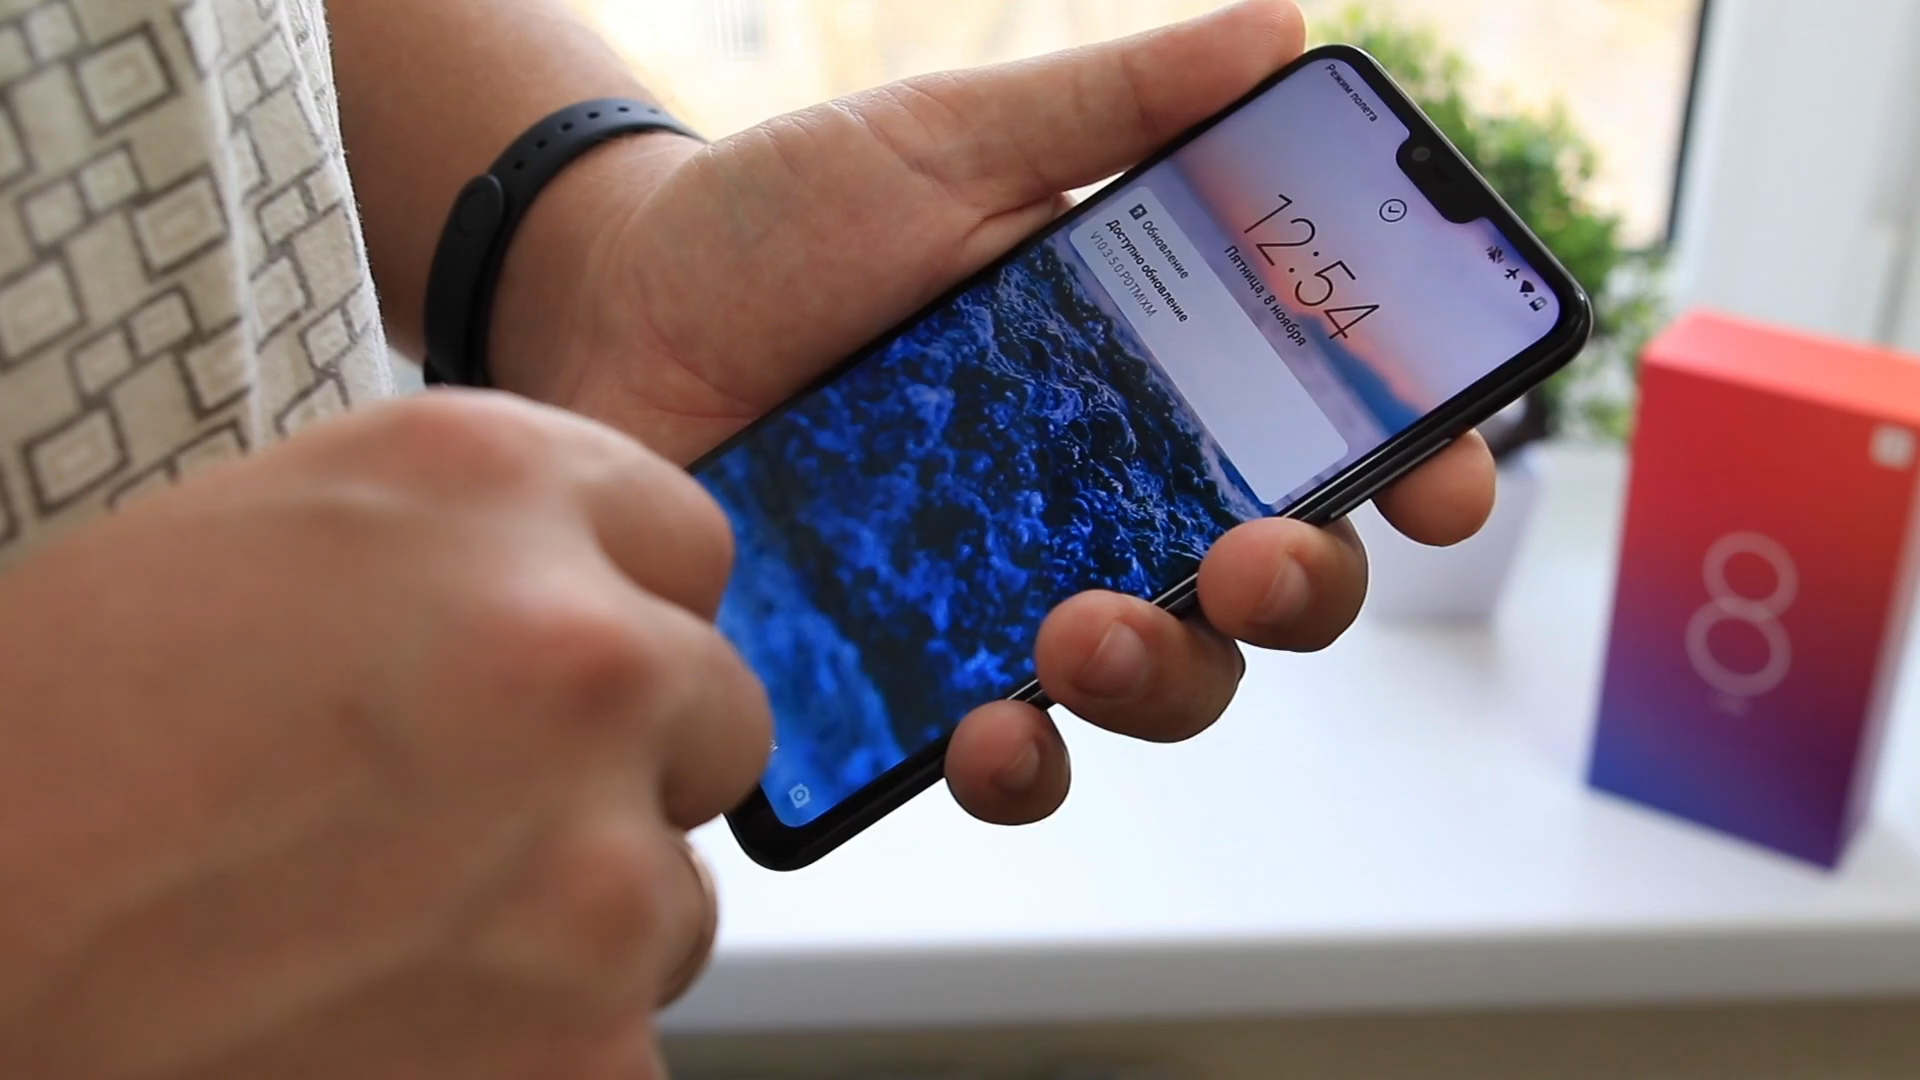 Режим полета
12:54
Пятница, 8 ноября
Обновление
Доступно обновление
V10.3.5.0.PDTMIXM
8